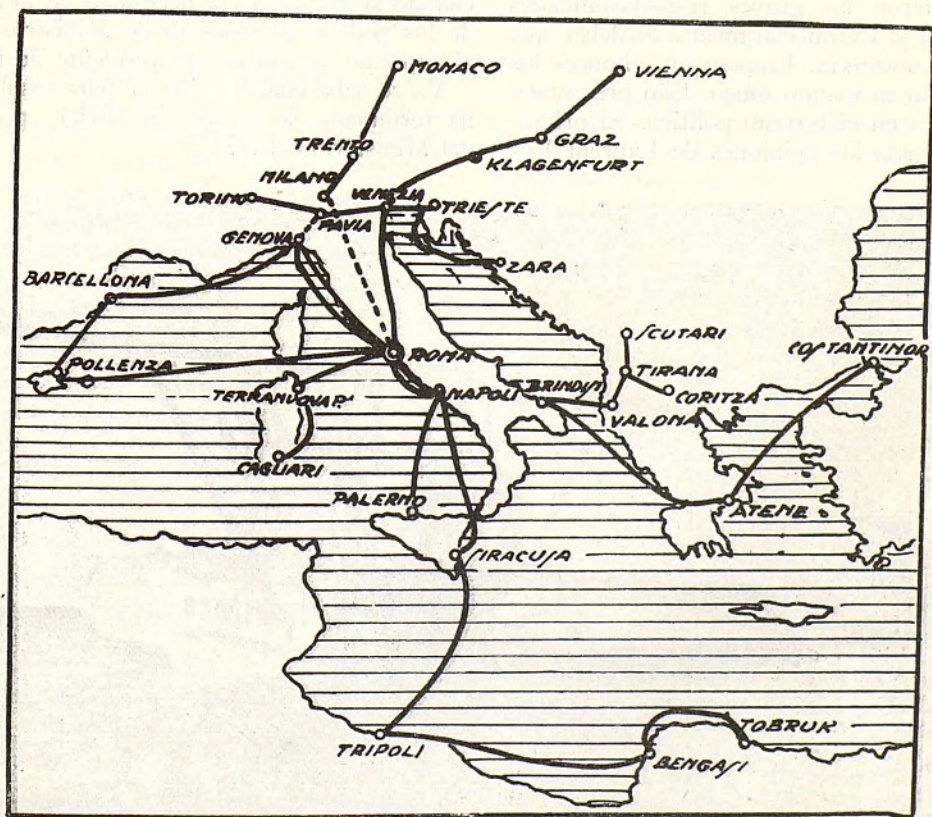 MONACO
VIENNA
TRENTO
GRAZ
KLAGENFURT
MILANO
VENEZIA
TORINO
TRIESTE
PAVIA
GENOVA
ZARA
BARCELLONA
SCUTARI
COSTANTINOP
ROMA
POLLENZA
TIRANA
TERRANUOVA P.
NAPOLI
BRINDISI
CORITZA
VALONA
CAGLIARI
PALERMO
ATENE
SIRACUSA
TRIPOLI
TOBRUK
BENGASI